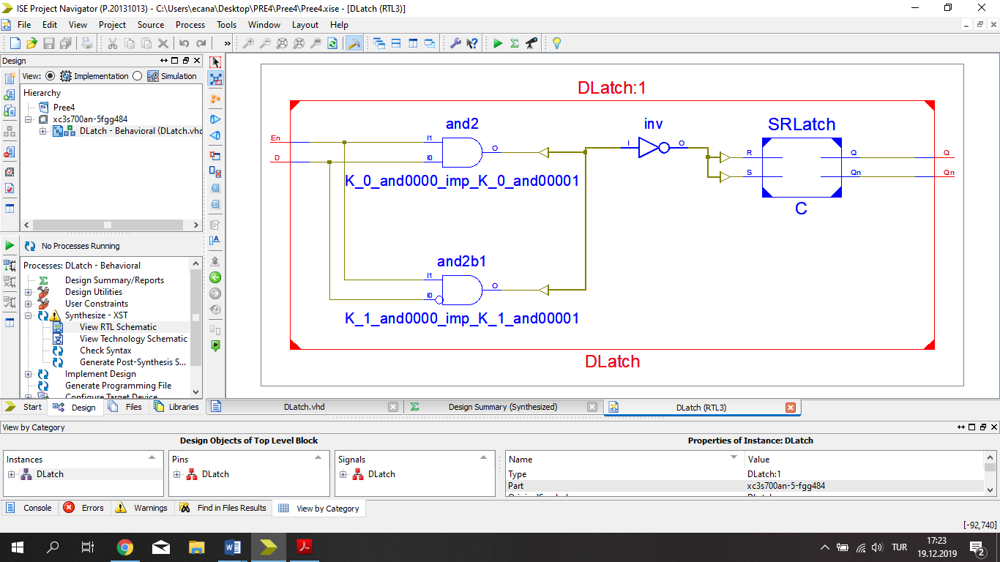 ISE Project Navigator (P.20131013) - C:\Users\ecana\Desktop\PRE4\Pree4\Pree4.xise - [DLatch (RTL3)]
File Edit View Project Source Process Tools Window Layout Help
Design
View: Implementation Simulation
Hierarchy
Pree4
xc3s700an-5fgg484
DLatch - Behavioral (DLatch.vhd
No Processes Running
Processes: DLatch - Behavioral
Design Summary/Reports
Design Utilities
User Constraints
Synthesize - XST
View RTL Schematic
View Technology Schematic
Check Syntax
Generate Post-Synthesis S...
Implement Design
Generate Programming File
Configure Target Device
Start Design Files Libraries
DLatch:1
and2
inv
SRLatch
En I1 I O R Q Q
D I0 O S Qn Qn
K_0_and0000_imp_K_0_and00001
C
and2b1
I1 O
I0
K_1_and0000_imp_K_1_and00001
DLatch
DLatch.vhd Design Summary (Synthesized) DLatch (RTL3)
View by Category
Design Objects of Top Level Block Properties of Instance: DLatch
Instances Pins Signals Name Value
DLatch DLatch DLatch Type DLatch:1
Part xc3s700an-5-fgg484
Console Errors Warnings Find in Files Results View by Category
[-92,740]
TUR
17:23
19.12.2019
2